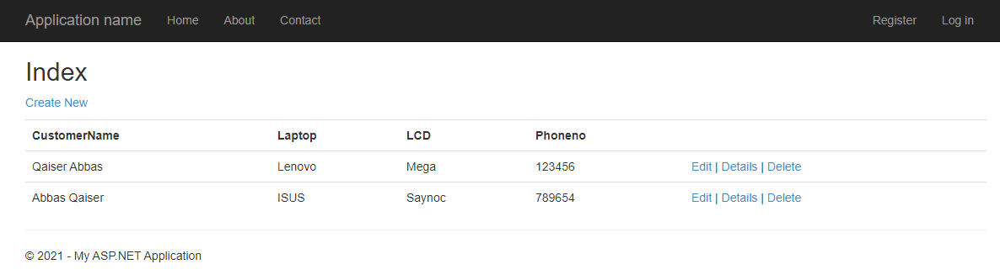 Application name Home About Contact Register Log in
Index
Create New
CustomerName Laptop LCD Phoneno
Qaiser Abbas Lenovo Mega 123456 Edit | Details | Delete
Abbas Qaiser ISUS Saynoc 789654 Edit | Details | Delete
© 2021 - My ASP.NET Application